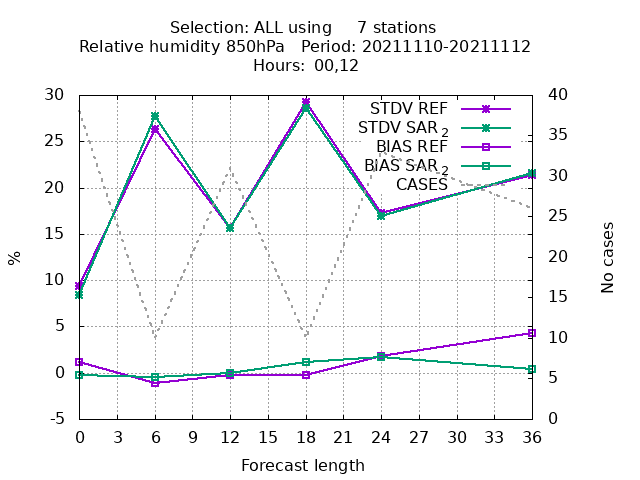 Selection: ALL using     7 stations
Relative humidity 850hPa   Period: 20211110-20211112
Hours:  00,12
STDV REF
STDV SAR2
BIAS REF
BIAS SAR2
CASES
30
25
20
15
10
5
0
-5
%
40
35
30
25
20
15
10
5
0
No cases
0 3 6 9 12 15 18 21 24 27 30 33 36
Forecast length